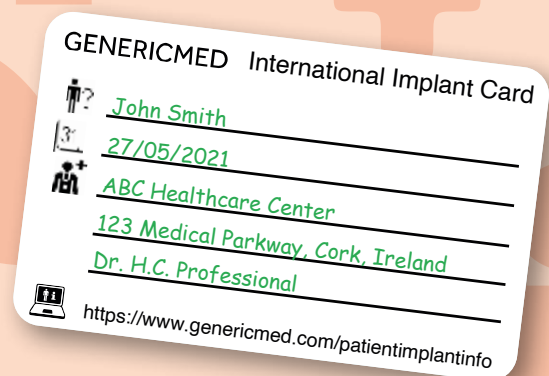 GENERICMED International Implant Card
?
John Smith
27/05/2021
ABC Healthcare Center
123 Medical Parkway, Cork, Ireland
Dr. H.C. Professional
https://www.genericmed.com/patientimplantinfo